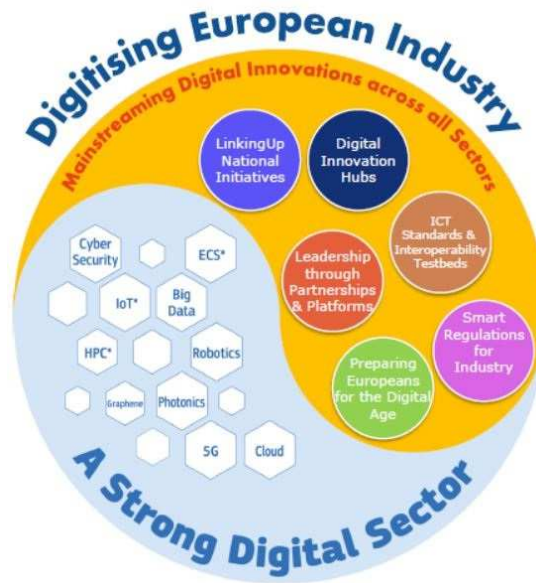 Digitising European Industry
Mainstreaming Digital Innovations across all Sectors
LinkingUp
National
Initiatives
Digital
Innovation
Hubs
ICT
Standards &
Interoperability
Testbeds
Leadership
through
Partnerships
& Platforms
Smart
Regulations
for
Industry
Preparing
Europeans
for the Digital
Age
Cyber
Security
ECS*
IoT*
Big
Data
HPC*
Robotics
Graphene
Photonics
5G
Cloud
A Strong Digital Sector